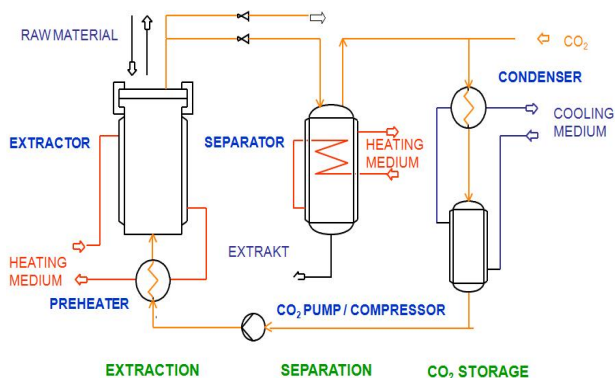 RAW MATERIAL
CO₂
CONDENSER
EXTRACTOR
SEPARATOR
HEATING
MEDIUM
COOLING
MEDIUM
EXTRAKT
HEATING
MEDIUM
PREHEATER
CO₂ PUMP / COMPRESSOR
EXTRACTION
SEPARATION
CO₂ STORAGE